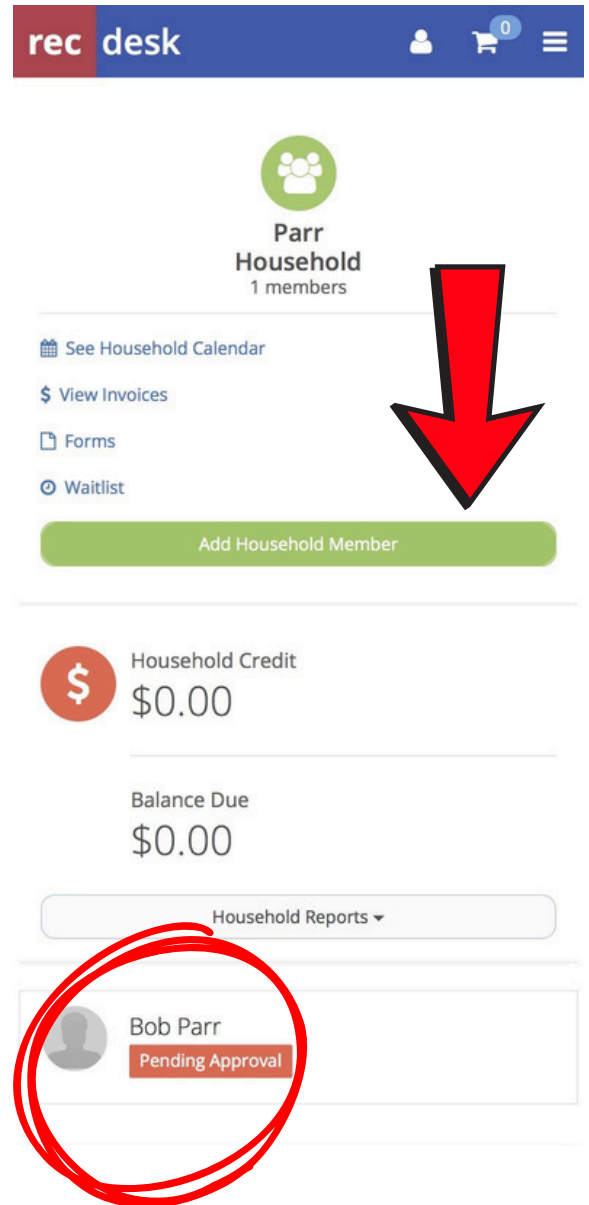 rec desk
0
Parr
Household
1 members
See Household Calendar
$ View Invoices
Forms
Waitlist
Add Household Member
$
Household Credit
$0.00
Balance Due
$0.00
Household Reports
Bob Parr
Pending Approval